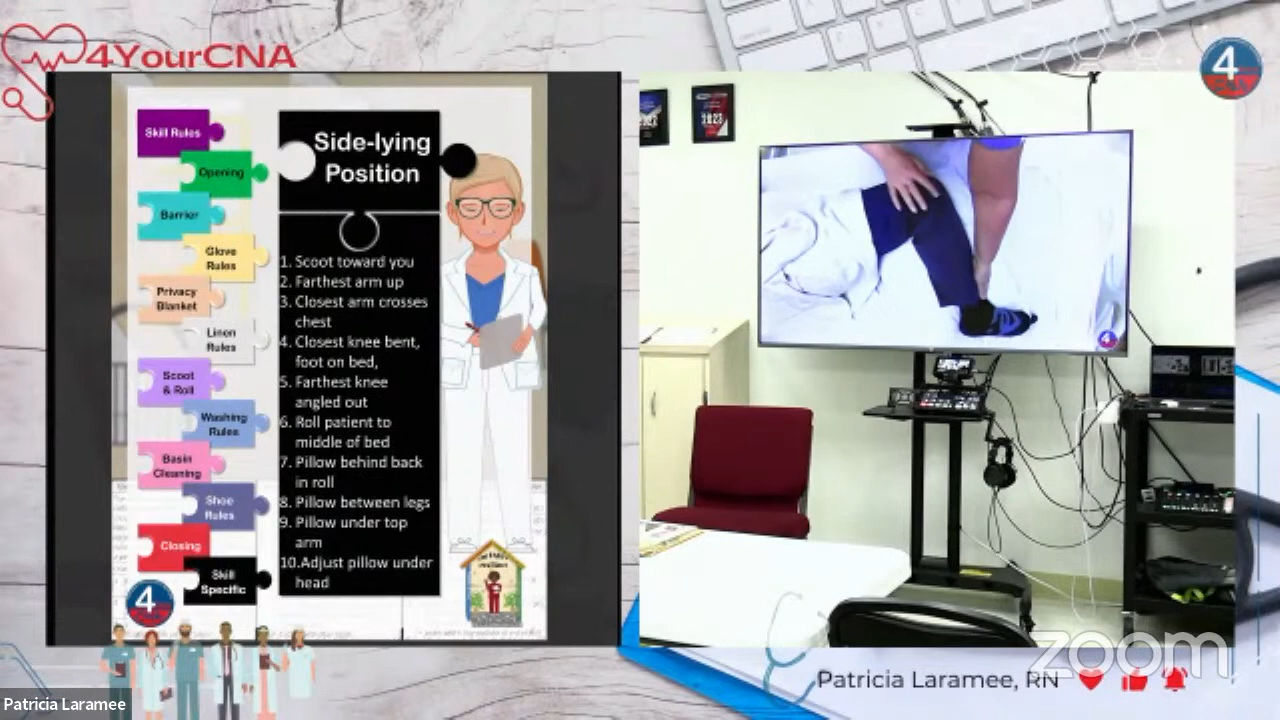 4YourCNA
4
Skill Rules
Opening
Barrier
Glove
Rules
Privacy
Blanket
Linen
Rules
Scoot
& Roll
Washing
Rules
Basin
Cleaning
Shoe
Rules
Closing
Skill
Specific
4
Side-lying
Position
1. Scoot toward you
2. Farthest arm up
3. Closest arm crosses
chest
4. Closest knee bent,
foot on bed,
5. Farthest knee
angled out
6. Roll patient to
middle of bed
7. Pillow behind back
in roll
8. Pillow between legs
9. Pillow under top
arm
10.Adjust pillow under
head
2023
4
zoom
Patricia Laramee, RN
Patricia Laramee